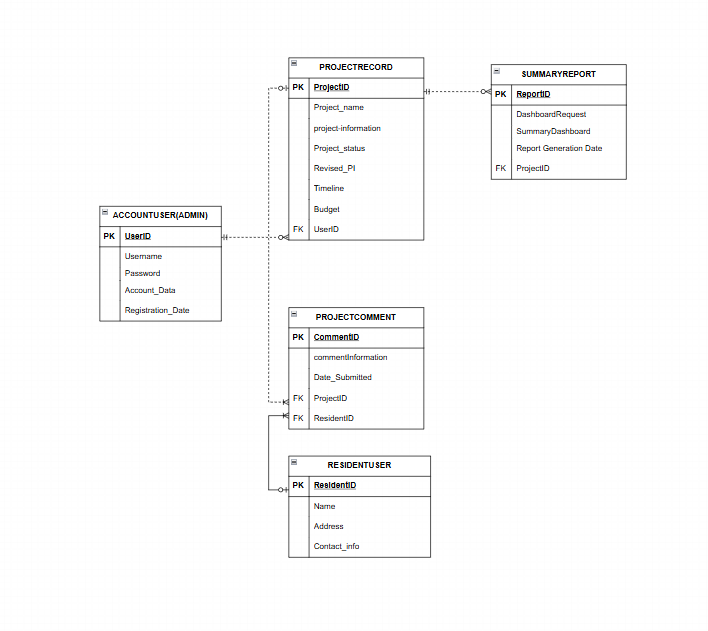 PROJECTRECORD
PK ProjectID
Project_name
project-information
Project_status
Revised_PI
Timeline
Budget
FK UserID
SUMMARYREPORT
PK ReportID
DashboardRequest
SummaryDashboard
Report Generation Date
FK ProjectID
ACCOUNTUSER(ADMIN)
PK UserID
Username
Password
Account_Data
Registration_Date
PROJECTCOMMENT
PK CommentID
commentInformation
Date_Submitted
FK ProjectID
FK ResidentID
RESIDENTUSER
PK ResidentID
Name
Address
Contact_info